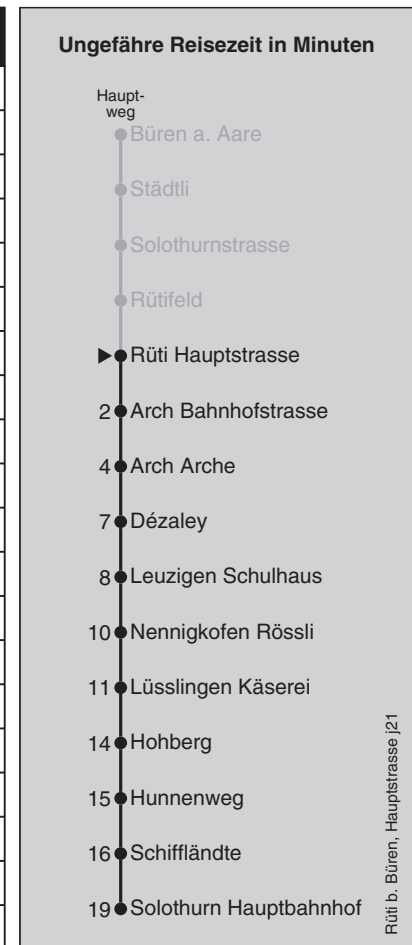 Ungefähre Reisezeit in Minuten
Haupt-
weg
Büren a. Aare
Städtli
Solothurnstrasse
Rütifeld
Rüti Hauptstrasse
2 Arch Bahnhofstrasse
4 Arch Arche
7 Dézaley
8 Leuzigen Schulhaus
10 Nennigkofen Rössli
11 Lüsslingen Käserei
14 Hohberg
15 Hunnenweg
16 Schiffländte
19 Solothurn Hauptbahnhof
Rüti b. Büren, Hauptstrasse j21